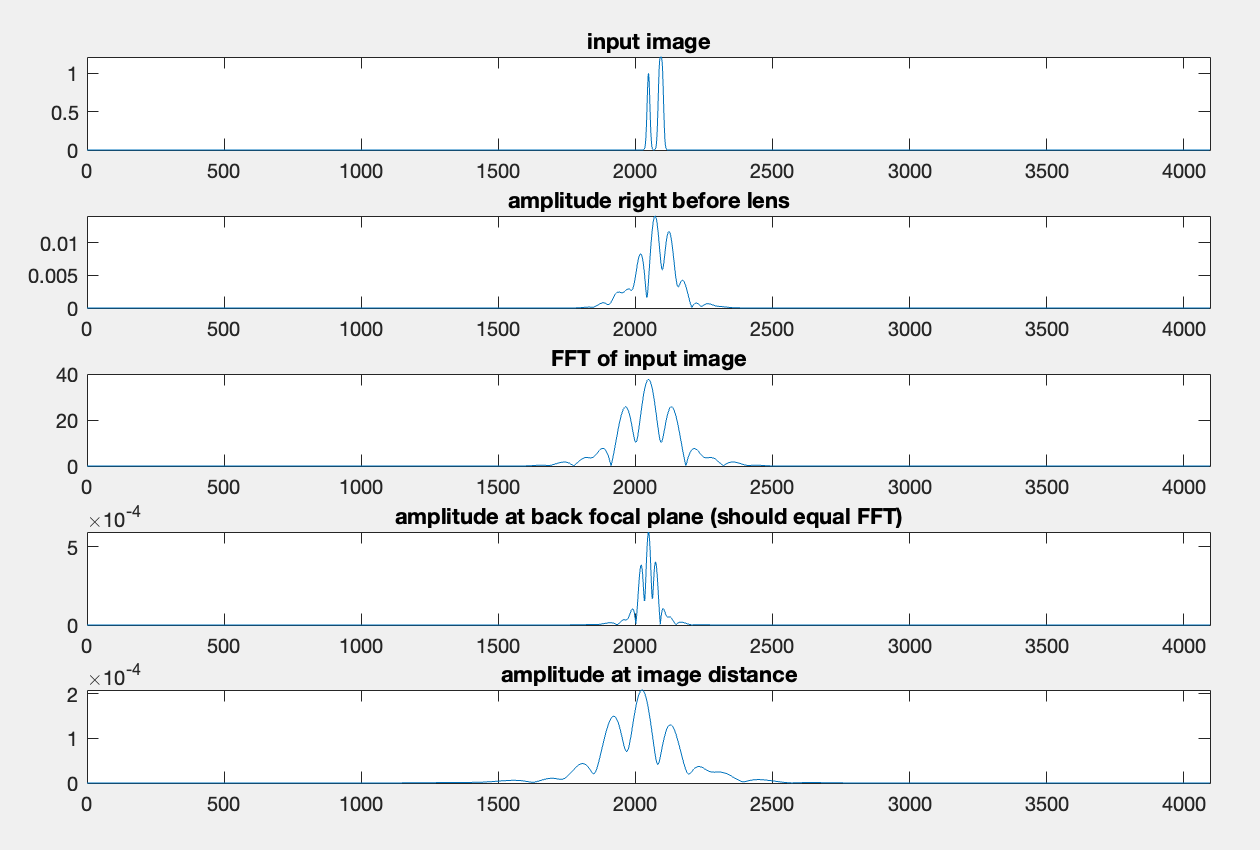 input image
1
0.5
0
0 500 1000 1500 2000 2500 3000 3500 4000
amplitude right before lens
0.01
0.005
0
0 500 1000 1500 2000 2500 3000 3500 4000
FFT of input image
40
20
0
0 500 1000 1500 2000 2500 3000 3500 4000
×10⁻⁴
amplitude at back focal plane (should equal FFT)
5
0
0 500 1000 1500 2000 2500 3000 3500 4000
×10⁻⁴
amplitude at image distance
2
1
0
0 500 1000 1500 2000 2500 3000 3500 4000